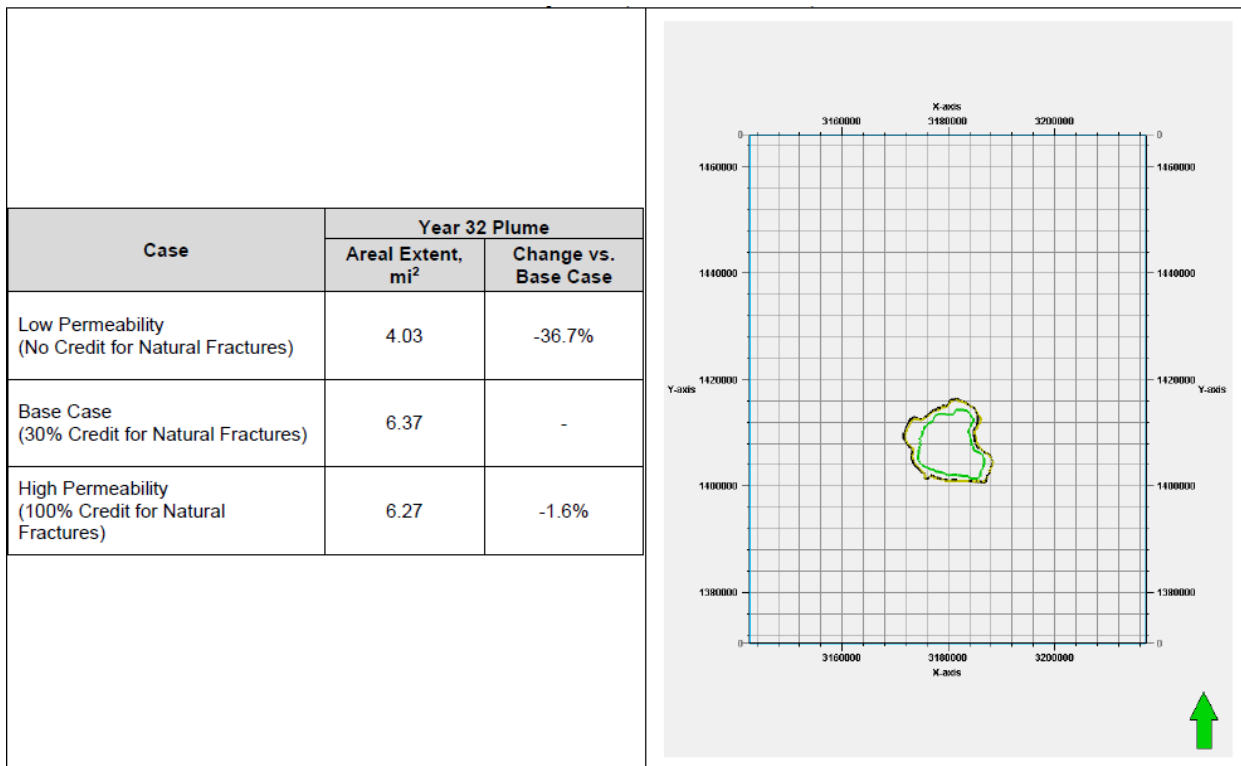 Case
Year 32 Plume
Areal Extent,
mi²
Change vs.
Base Case
Low Permeability
(No Credit for Natural Fractures)
4.03
-36.7%
Base Case
(30% Credit for Natural Fractures)
6.37
-
High Permeability
(100% Credit for Natural
Fractures)
6.27
-1.6%
X-axis
3160000 3180000 3200000
0 0
1460000 1460000
1440000 1440000
1420000 1420000
Y-axis Y-axis
1400000 1400000
1380000 1380000
0 0
3160000 3180000 3200000
X-axis